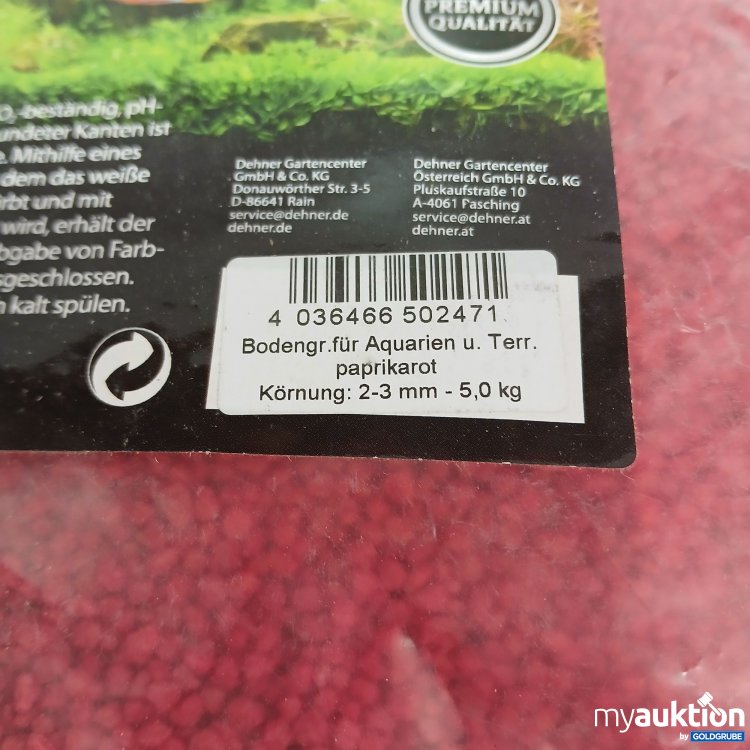 PREMIUM
QUALITÄT
-beständig, pH-
undeter Kanten ist
Mithilfe eines
dem das weiße
rbt und mit
wird, erhält der
bgabe von Farb-
sgeschlossen.
kalt spülen.
Dehner Gartencenter
GmbH & Co. KG
Donauwörther Str. 3-5
D-86641 Rain
service@dehner.de
dehner.de
Dehner Gartencenter
Österreich GmbH & Co. KG
Pluskaufstraße 10
A-4061 Pasching
service@dehner.at
dehner.at
4 036466 502471
Bodengr.für Aquarien u. Terr.
paprikarot
Körnung: 2-3 mm - 5,0 kg
myauktion
by GOLDGRUBE